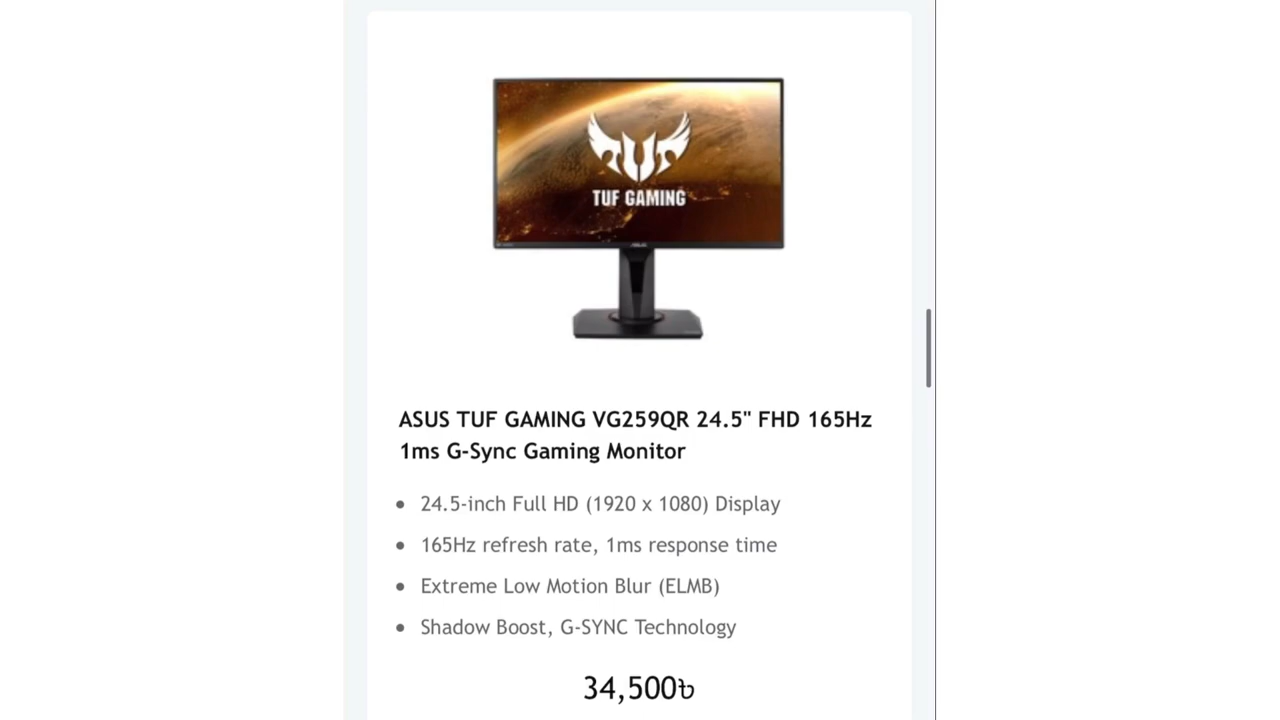 TUF GAMING
ASUS TUF GAMING VG259QR 24.5" FHD 165Hz
1ms G-Sync Gaming Monitor
• 24.5-inch Full HD (1920 x 1080) Display
• 165Hz refresh rate, 1ms response time
• Extreme Low Motion Blur (ELMB)
• Shadow Boost, G-SYNC Technology
34,500৳